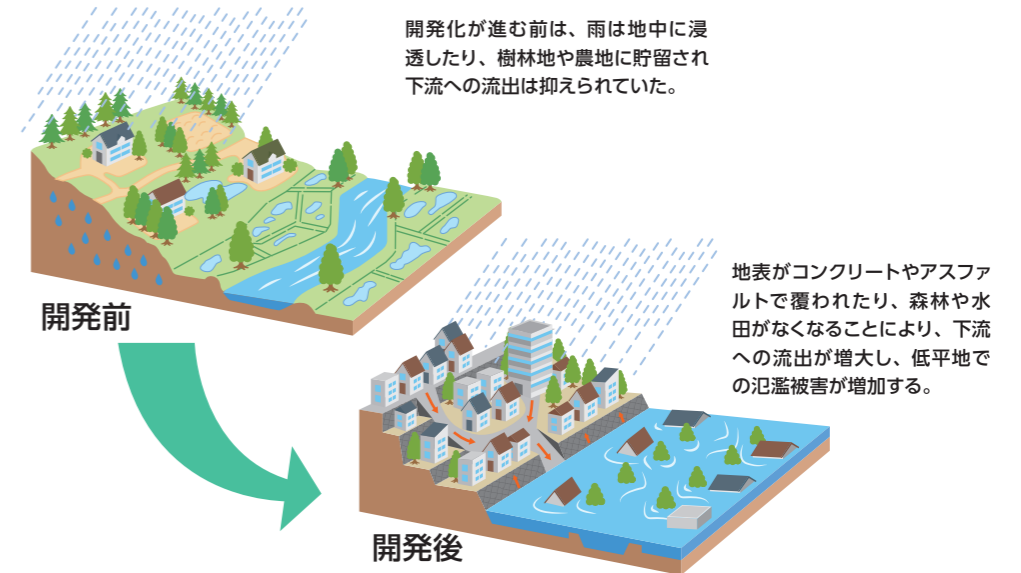 開発化が進む前は、雨は地中に浸
透したり、樹林地や農地に貯留され
下流への流出は抑えられていた。
開発前
地表がコンクリートやアスファ
ルトで覆われたり、森林や水
田がなくなることにより、下流
への流出が増大し、低平地で
の氾濫被害が増加する。
開発後